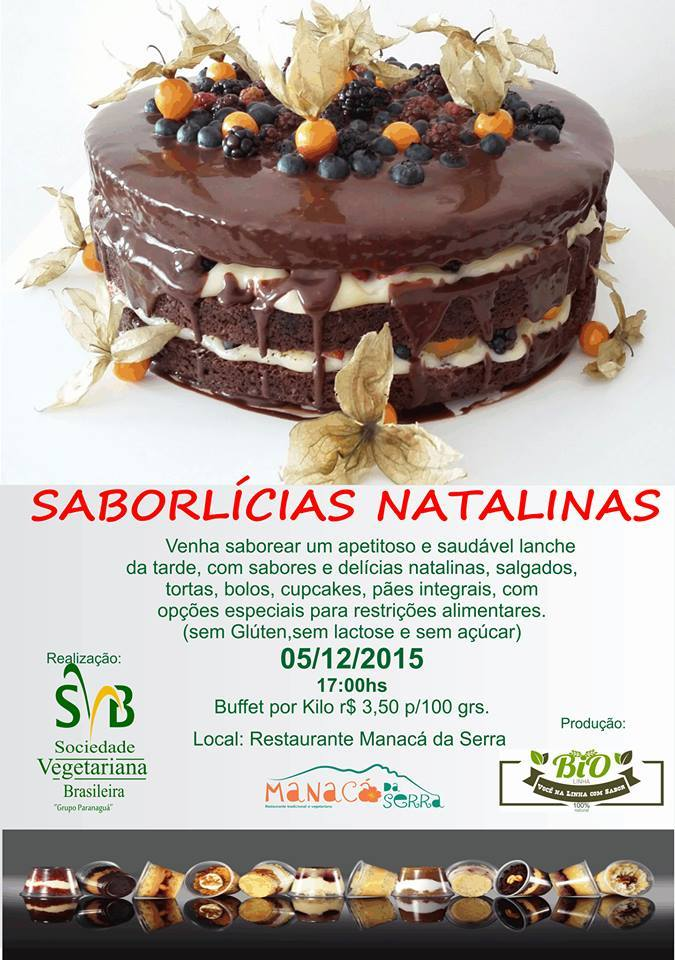 SABORLÍCIAS NATALINAS
Venha saborear um apetitoso e saudável lanche
da tarde, com sabores e delícias natalinas, salgados,
tortas, bolos, cupcakes, pães integrais, com
opções especiais para restrições alimentares.
(sem Glúten,sem lactose e sem açúcar)
05/12/2015
17:00hs
Buffet por Kilo r$ 3,50 p/100 grs.
Local: Restaurante Manacá da Serra
Realização:
SVB
Sociedade
Vegetariana
Brasileira
"Grupo Paranaguá"
MANACÁ DA SERRA
Restaurante tradicional e vegetariano
Produção:
BiO
LINHA
VOCÊ NA LINHA COM SABOR
100%
natural